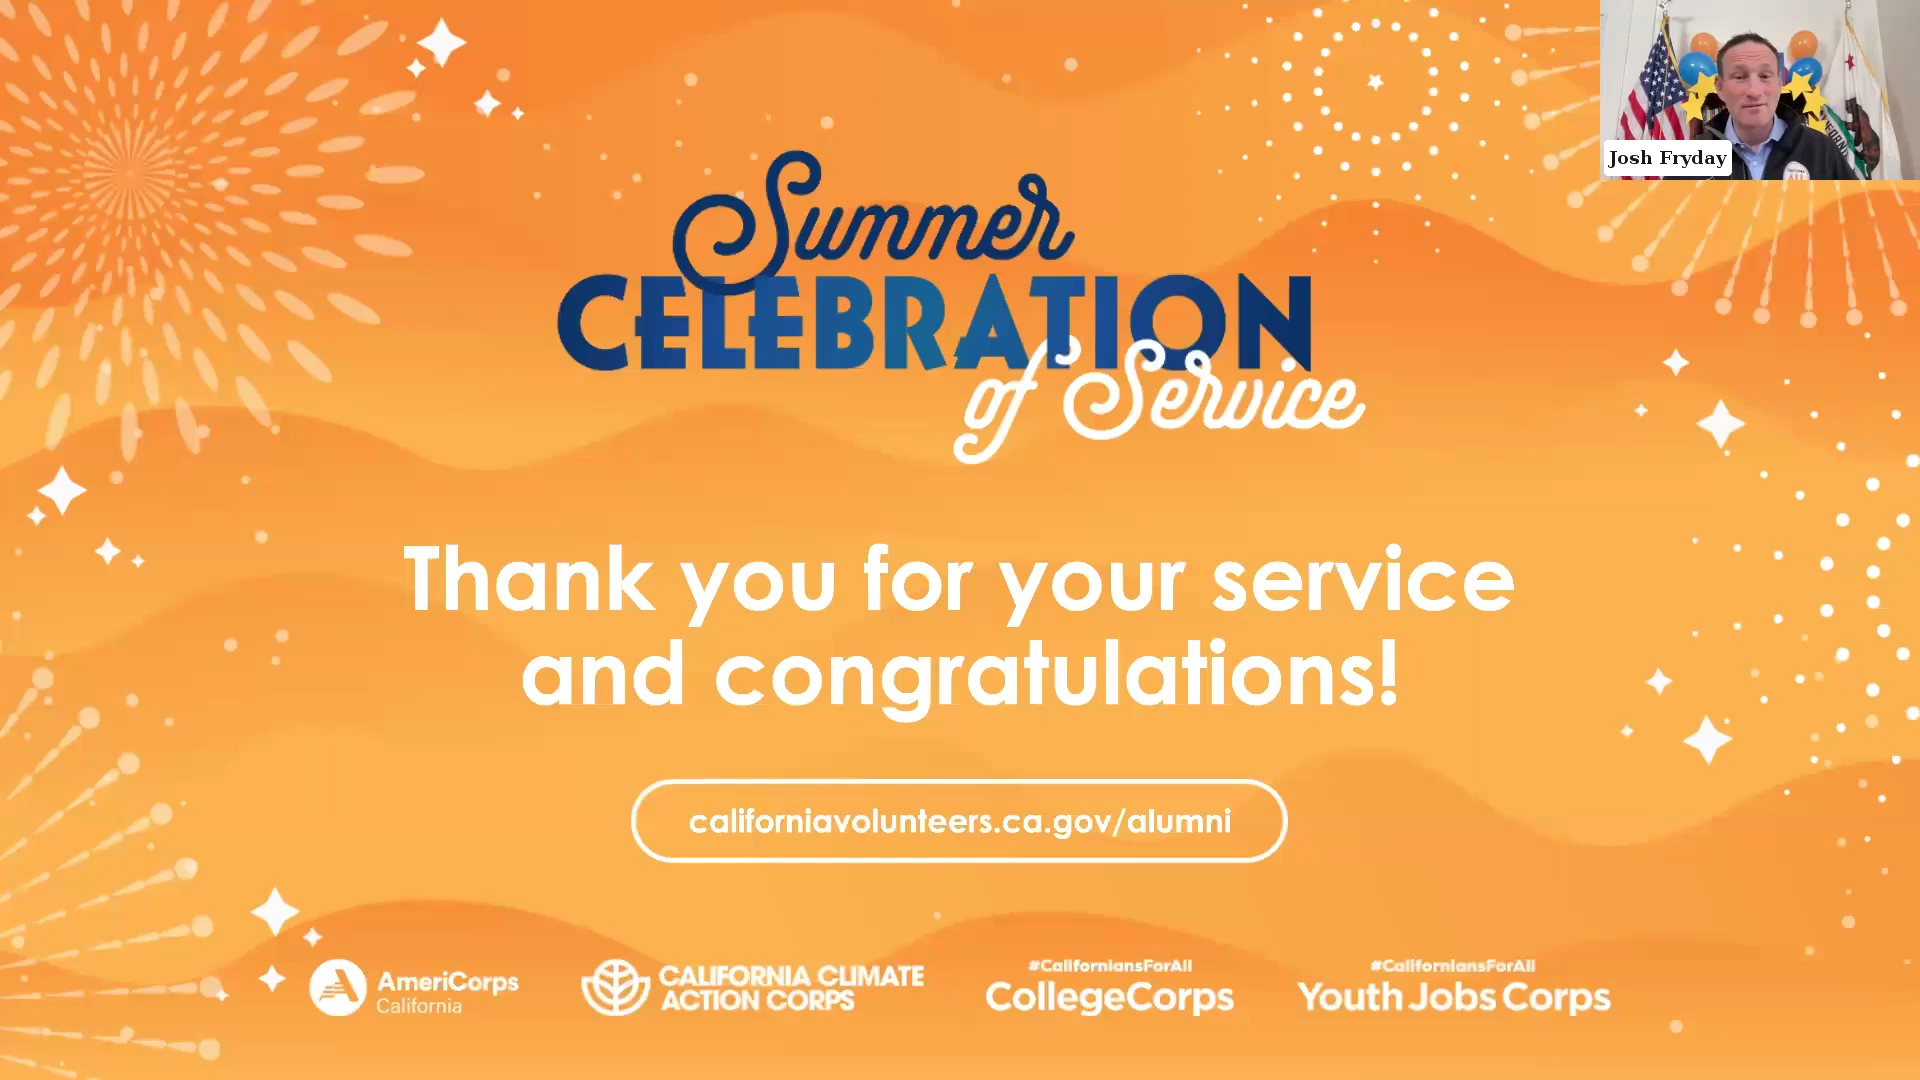 Summer
CELEBRATION
of Service
Josh Fryday
Thank you for your service
and congratulations!
californiavolunteers.ca.gov/alumni
AmeriCorps
California
CALIFORNIA CLIMATE
ACTION CORPS
#CaliforniansForAll
CollegeCorps
#CaliforniansForAll
Youth Jobs Corps